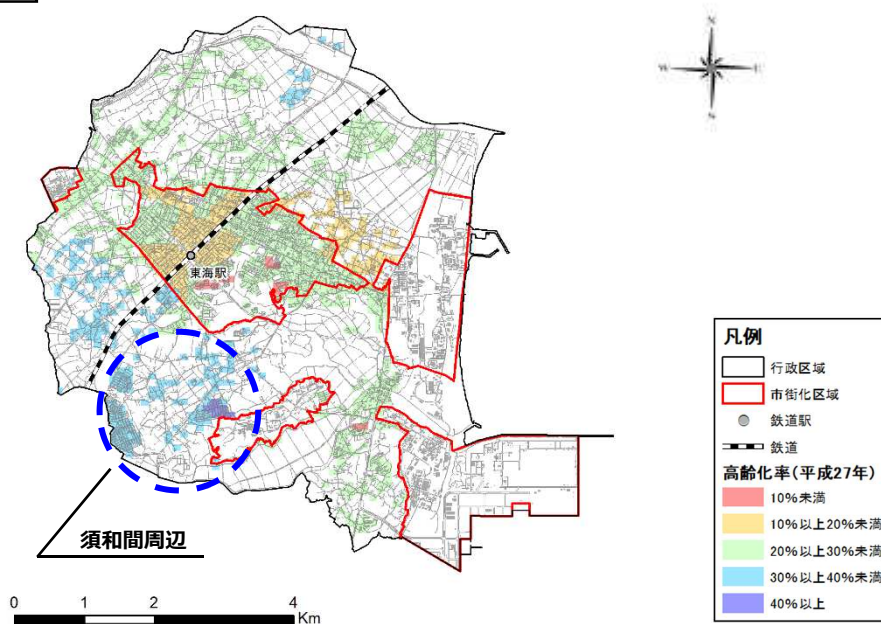 N
W
E
S
東海駅
須和間周辺
0 1 2 4
Km
凡例
行政区域
市街化区域
鉄道駅
鉄道
高齢化率(平成27年)
10%未満
10%以上20%未満
20%以上30%未満
30%以上40%未満
40%以上